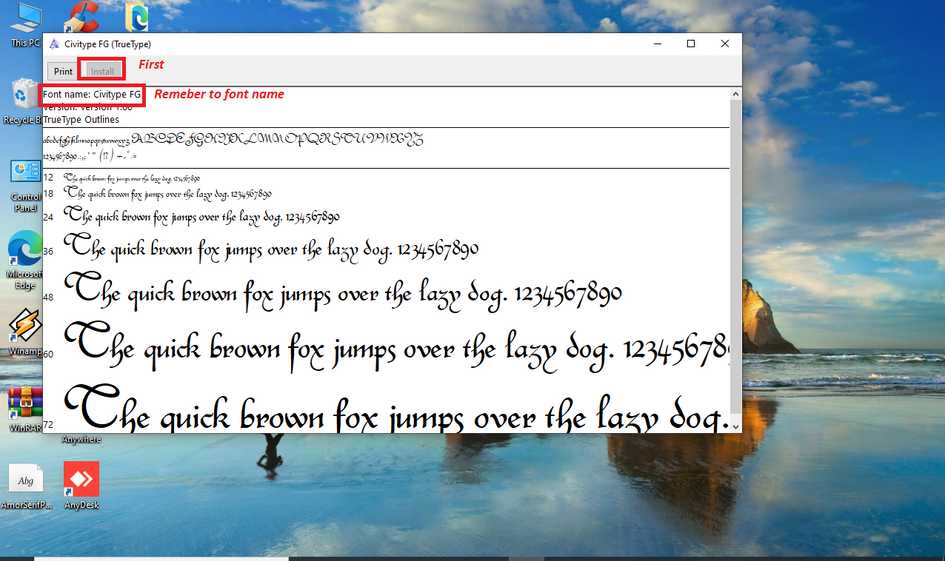 This PC
Civitype FG (TrueType)
Print
Install
First
Recycle B
Font name: Civitype FG
Remeber to font name
Version: Version 1.00
TrueType Outlines
abcdefghijklmnopqrstuvwxyz ABCDEFGHIJKLMNOPQRSTUVWXYZ
1234567890
12 The quick brown fox jumps over the lazy dog. 1234567890
18 The quick brown fox jumps over the lazy dog. 1234567890
24 The quick brown fox jumps over the lazy dog. 1234567890
36 The quick brown fox jumps over the lazy dog. 1234567890
48 The quick brown fox jumps over the lazy dog. 1234567890
60 The quick brown fox jumps over the lazy dog. 12345678
72 The quick brown fox jumps over the lazy dog.
Control
Panel
Microsoft
Edge
Winamp
WinRAR
Anywhere
Abg
AmorSerifP...
AnyDesk